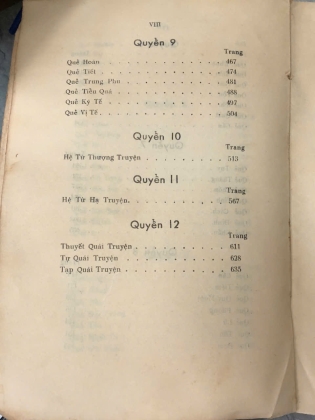 VIII
Quyển 9
Trang
Quẻ Hoán . . . . . . . . . . 467
Quẻ Tiết . . . . . . . . . . 474
Quẻ Trung Phu . . . . . . . . 481
Quẻ Tiểu Quá . . . . . . . . 488
Quẻ Ký Tế . . . . . . . . . . 497
Quẻ Vị Tế . . . . . . . . . . 504
Quyển 10
Trang
Hệ Từ Thượng Truyện . . . . . . . 513
Quyển 11
Trang
Hệ Từ Hạ Truyện . . . . . . . . 567
Quyển 12
Trang
Thuyết Quái Truyện . . . . . . . . 611
Tự Quái Truyện . . . . . . . . 628
Tạp Quái Truyện . . . . . . . . 635